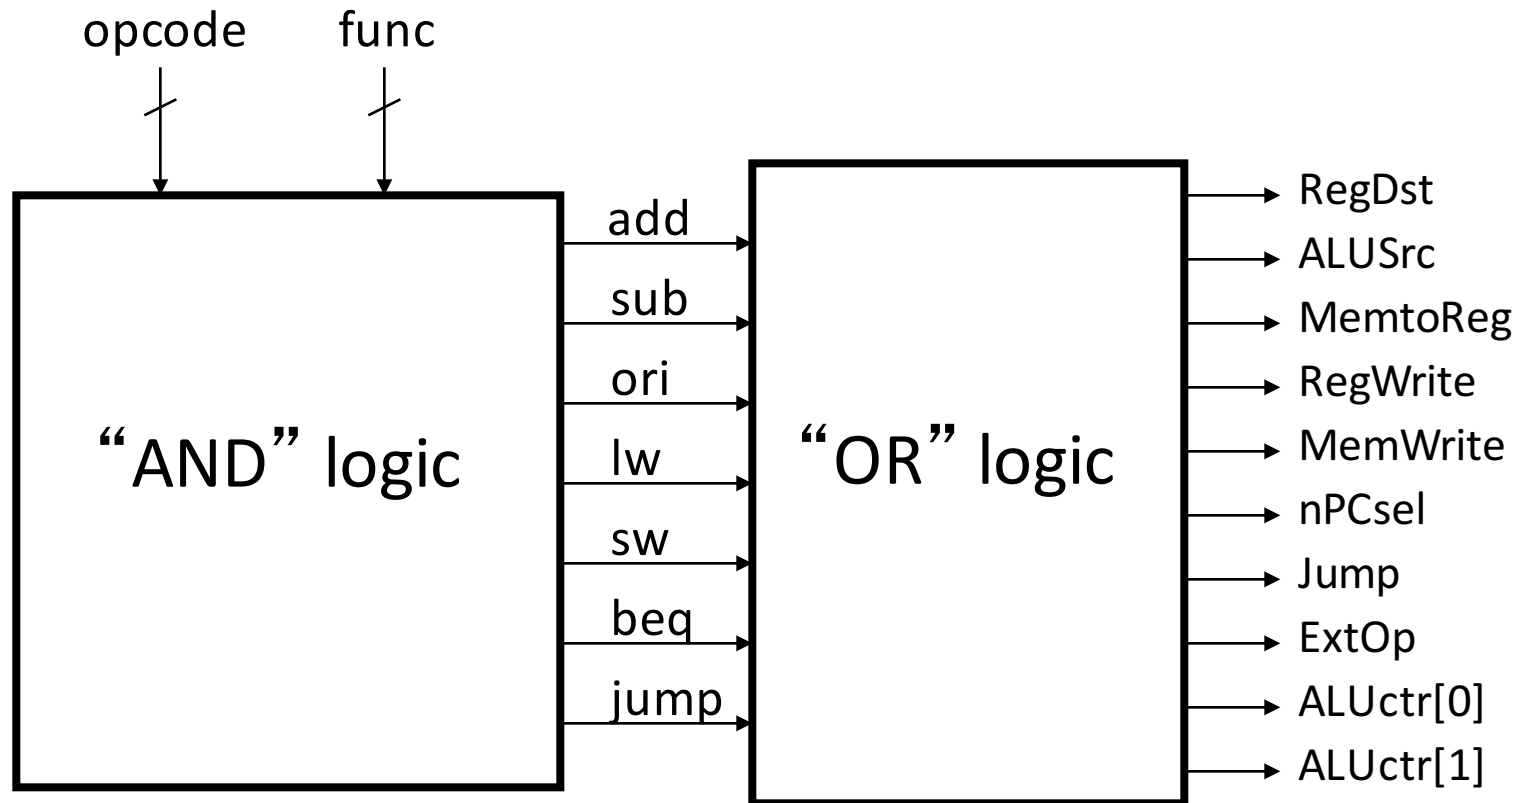 opcode
func
add
sub
ori
lw
sw
beq
jump
“AND” logic
“OR” logic
RegDst
ALUSrc
MemtoReg
RegWrite
MemWrite
nPCsel
Jump
ExtOp
ALUctr[0]
ALUctr[1]